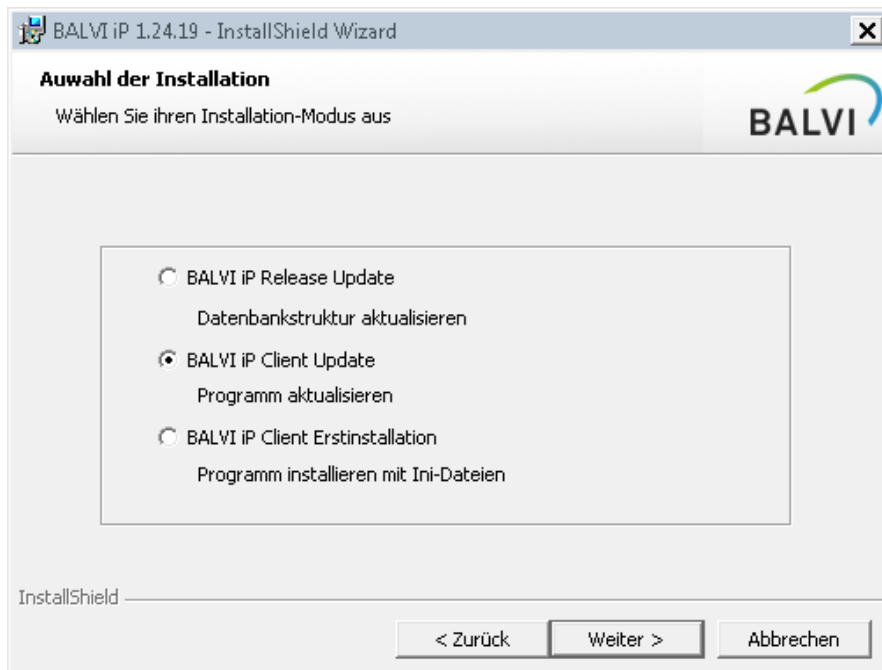 BALVI iP 1.24.19 - InstallShield Wizard
Auwahl der Installation
Wählen Sie ihren Installation-Modus aus
BALVI
BALVI iP Release Update
Datenbankstruktur aktualisieren
BALVI iP Client Update
Programm aktualisieren
BALVI iP Client Erstinstallation
Programm installieren mit Ini-Dateien
InstallShield
< Zurück
Weiter >
Abbrechen